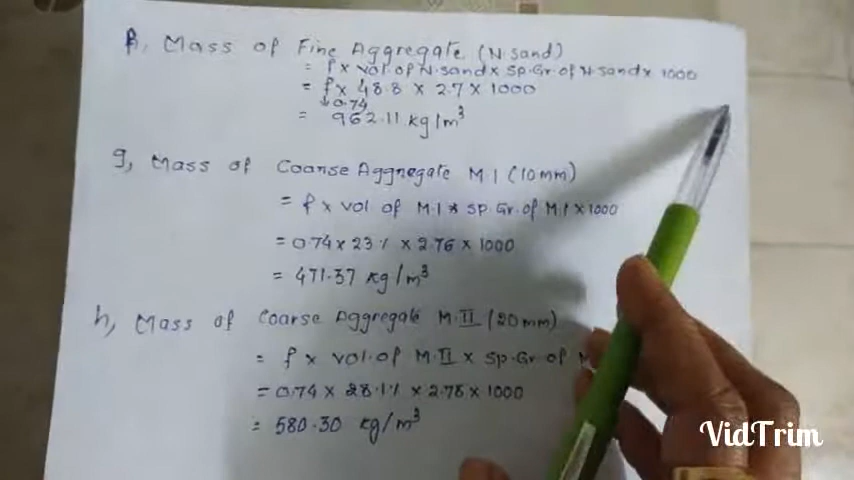 f, Mass of Fine Aggregate (N.sand)
= f x vol.of N.sand x Sp.Gr.of N.sand x 1000
= f x 48.8 x 2.7 x 1000
↓0.74
= 962.11 kg/m³
g, Mass of Coarse Aggregate M.I (10mm)
= f x vol of M.I x Sp.Gr.of M.I x 1000
= 0.74 x 23% x 2.76 x 1000
= 471.37 kg/m³
h, Mass of Coarse Aggregate M.II (20mm)
= f x vol.of M.II x Sp.Gr of
= 0.74 x 28.1% x 2.78 x 1000
= 580.30 kg/m³
VidTrim